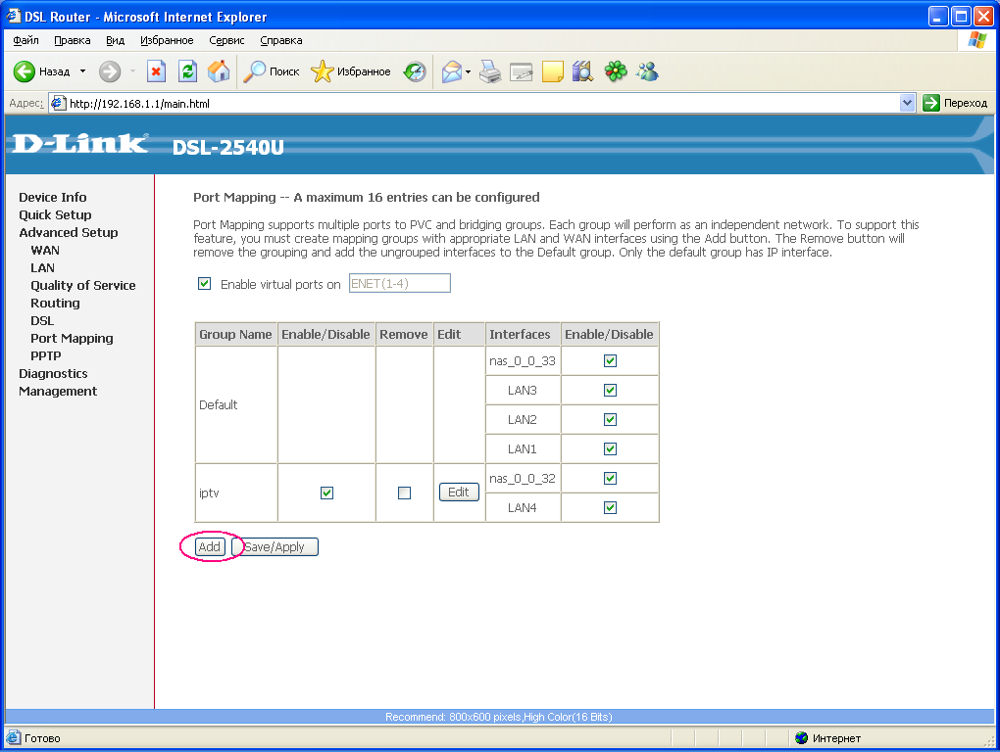 DSL Router - Microsoft Internet Explorer
Файл Правка Вид Избранное Сервис Справка
Назад Поиск Избранное
Адрес: http://192.168.1.1/main.html Переход
D-Link DSL-2540U
Device Info
Quick Setup
Advanced Setup
WAN
LAN
Quality of Service
Routing
DSL
Port Mapping
PPTP
Diagnostics
Management
Port Mapping -- A maximum 16 entries can be configured
Port Mapping supports multiple ports to PVC and bridging groups. Each group will perform as an independent network. To support this
feature, you must create mapping groups with appropriate LAN and WAN interfaces using the Add button. The Remove button will
remove the grouping and add the ungrouped interfaces to the Default group. Only the default group has IP interface.
Enable virtual ports on ENET(1-4)
Group Name Enable/Disable Remove Edit Interfaces Enable/Disable
Default
nas_0_0_33
LAN3
LAN2
LAN1
iptv Edit
nas_0_0_32
LAN4
Add Save/Apply
Recommend: 800x600 pixels,High Color(16 Bits)
Готово Интернет